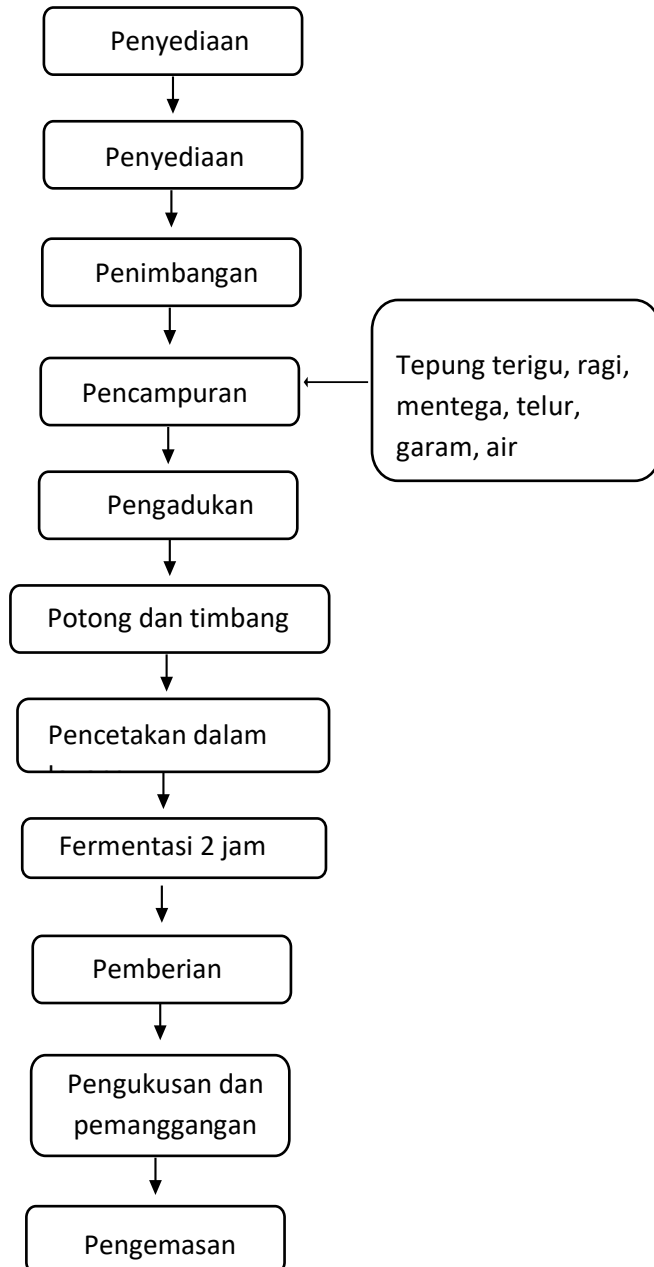 Penyediaan
Penyediaan
Penimbangan
Pencampuran
Tepung terigu, ragi,
mentega, telur,
garam, air
Pengadukan
Potong dan timbang
Pencetakan dalam
Fermentasi 2 jam
Pemberian
Pengukusan dan
pemanggangan
Pengemasan